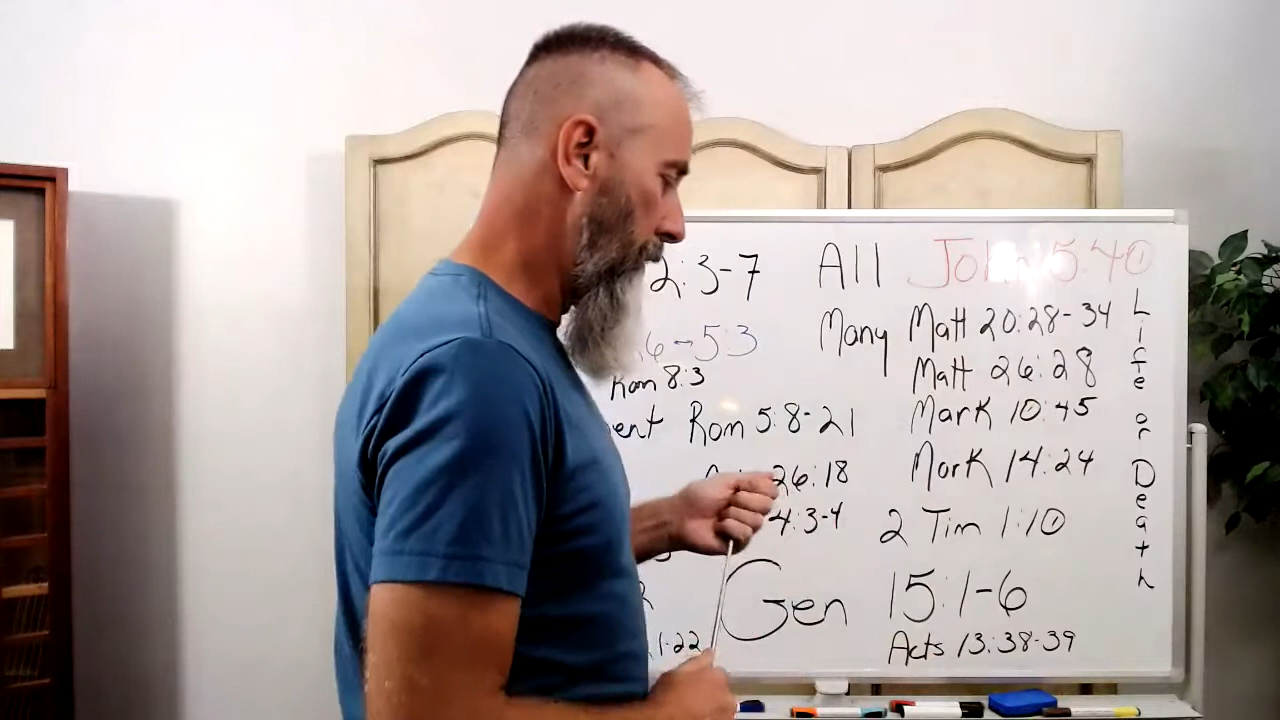 2:3-7 All John 5:40
6-5:3 Many Matt 20:28-34
Rom 8:3 Matt 26:28
ent Rom 5:8-21 Mark 10:45
26:18 Mark 14:24
4:3-4 2 Tim 1:10
Gen 15:1-6
1-22 Acts 13:38-39
Life or Death